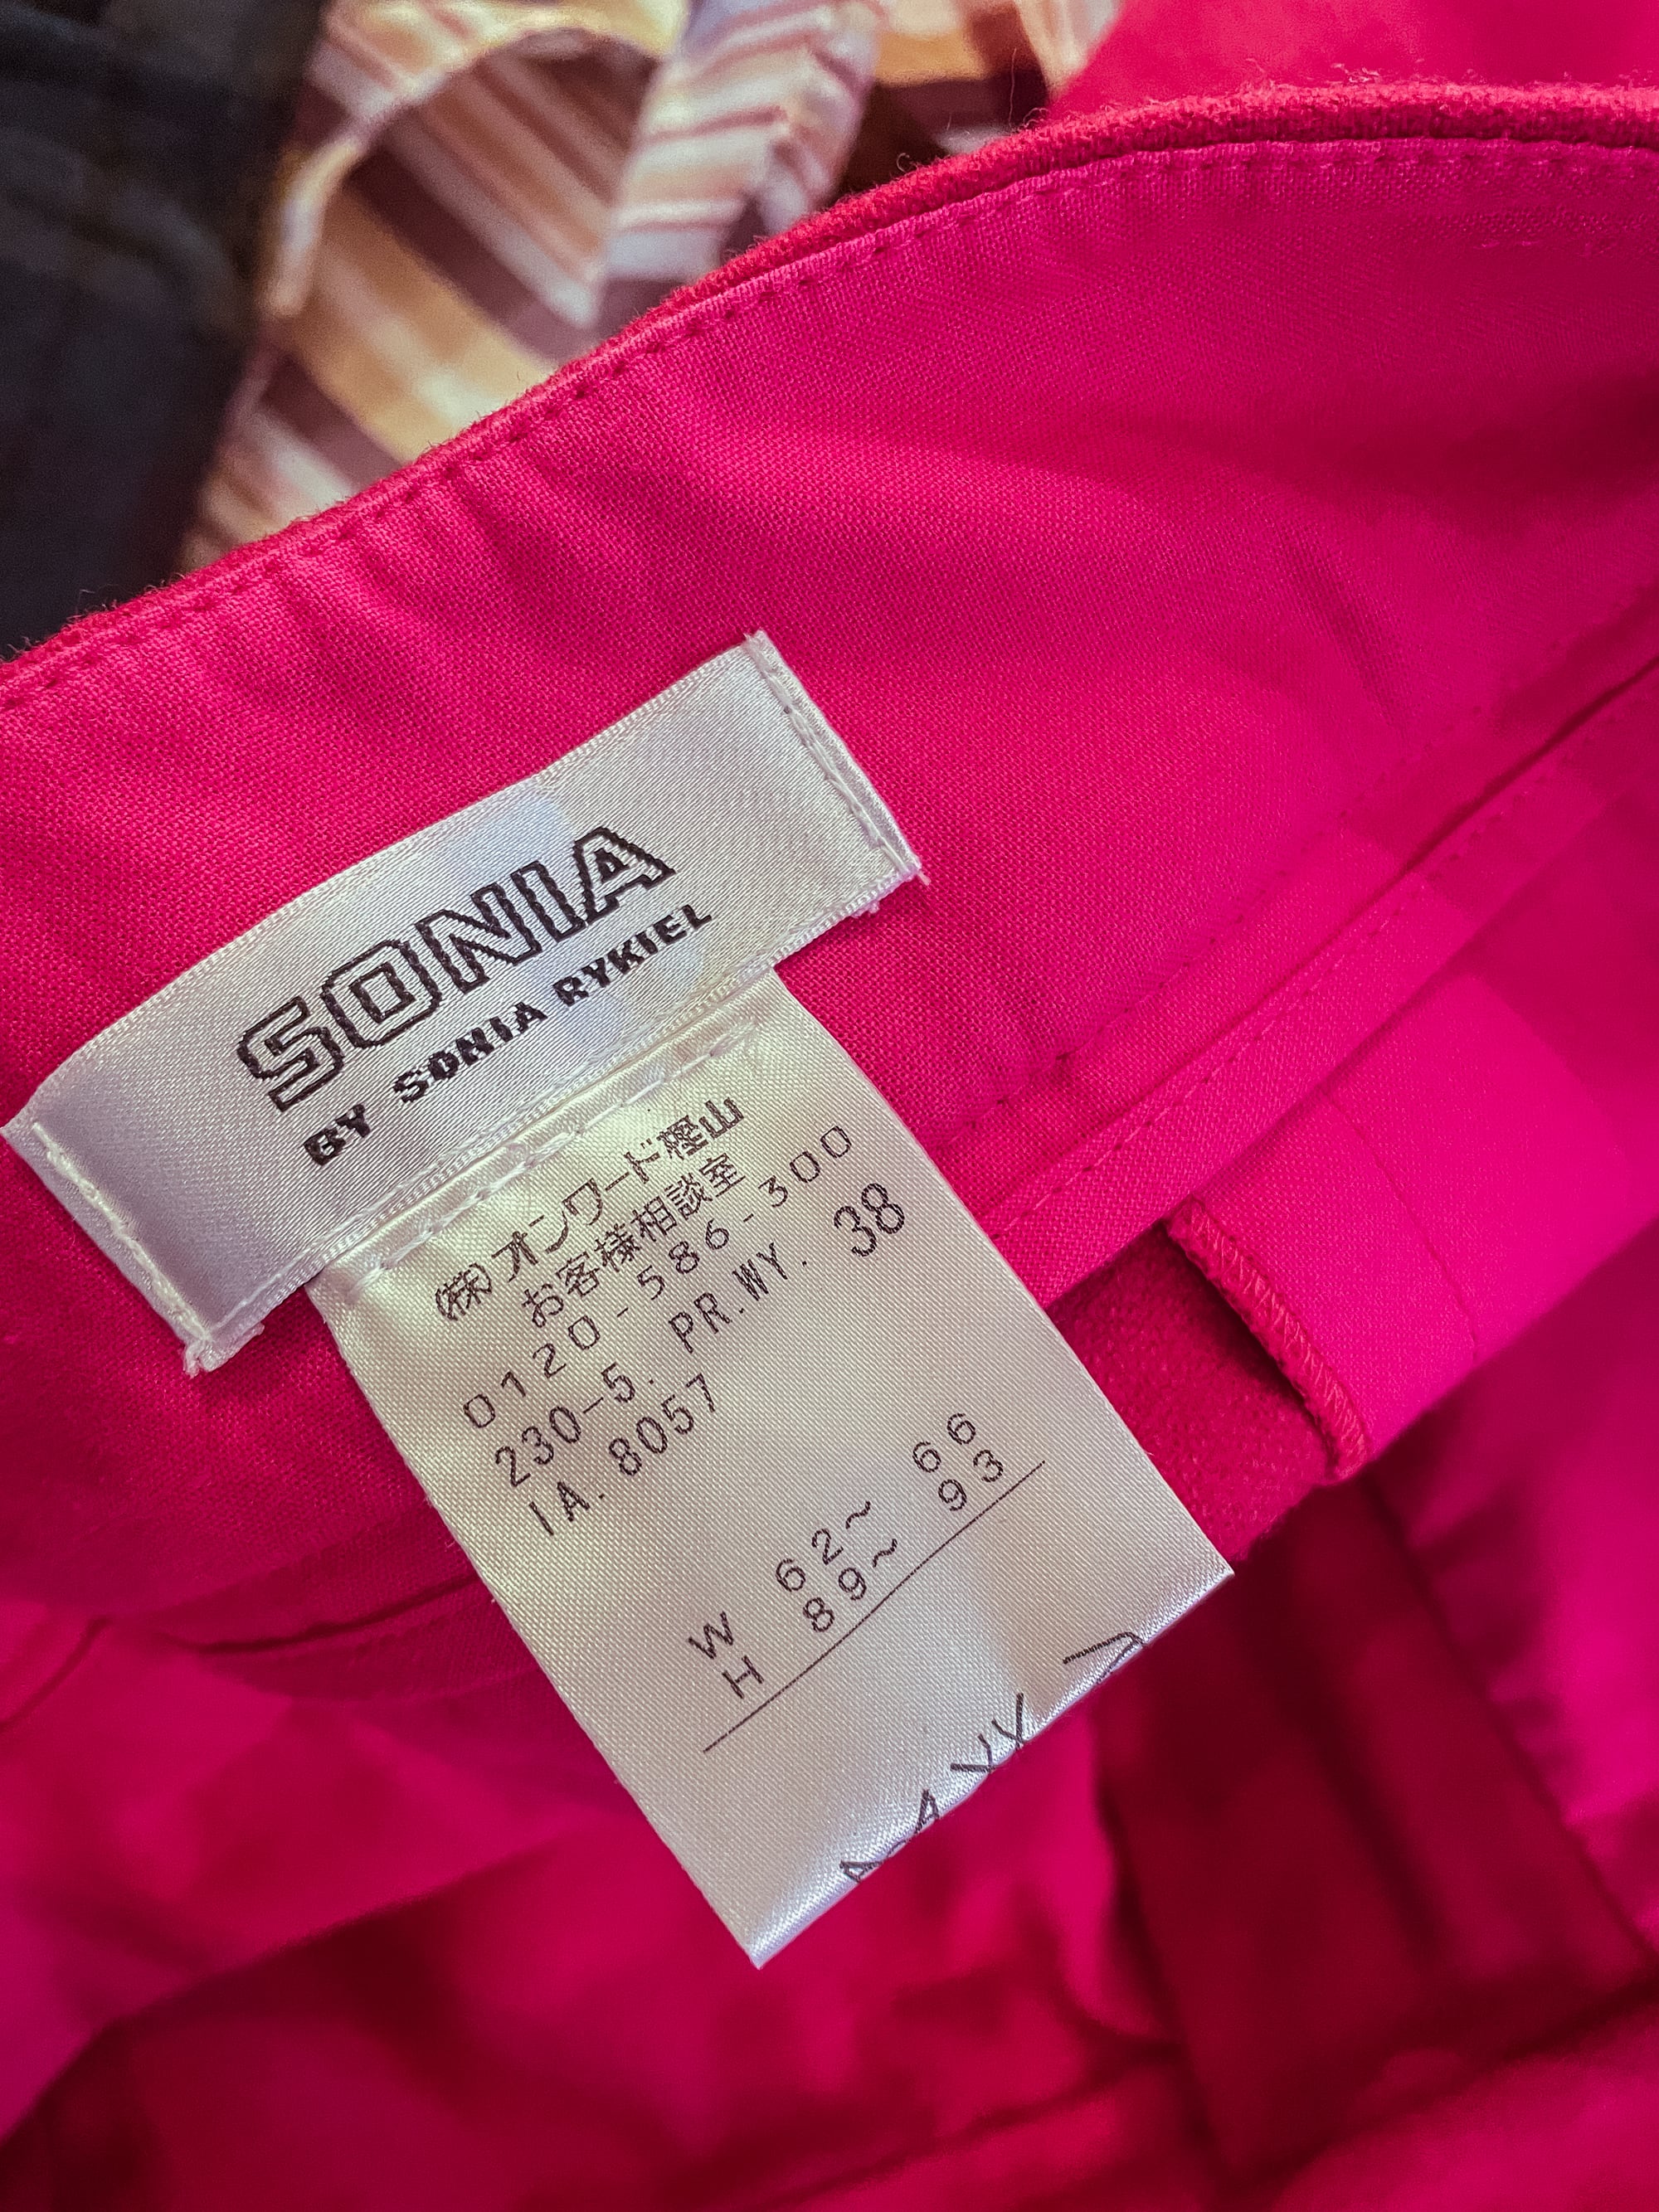 SONIA
BY SONIA RYKIEL
(株)オンワード樫山
お客様相談室
0120-586-300
230-5. PR.WY. 38
IA. 8057
W 62~ 66
H 89~ 93